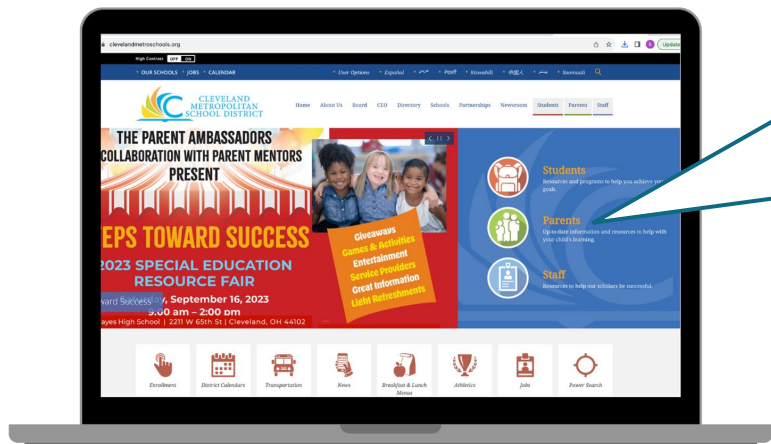 clevelandmetroschools.org
Update
High Contrast OFF ON
OUR SCHOOLS JOBS CALENDAR
User Options Español नेपाली Kiswahili Soomaali
CLEVELAND
METROPOLITAN
SCHOOL DISTRICT
Home About Us Board CEO Directory Schools Partnerships Newsroom Students Parents Staff
THE PARENT AMBASSADORS
COLLABORATION WITH PARENT MENTORS
PRESENT
EPS TOWARD SUCCESS
2023 SPECIAL EDUCATION
RESOURCE FAIR
ward Success
, September 16, 2023
9:00 am – 2:00 pm
ayes High School | 2211 W 65th St | Cleveland, OH 44102
Giveaways
Games & Activities
Entertainment
Service Providers
Great Information
Light Refreshments
Students
Resources and programs to help you achieve your
goals.
Parents
Up-to-date information and resources to help with
your child's learning.
Staff
Resources to help our scholars be successful.
Enrollment
District Calendars
Transportation
News
Breakfast & Lunch
Menus
Athletics
Jobs
Power Search